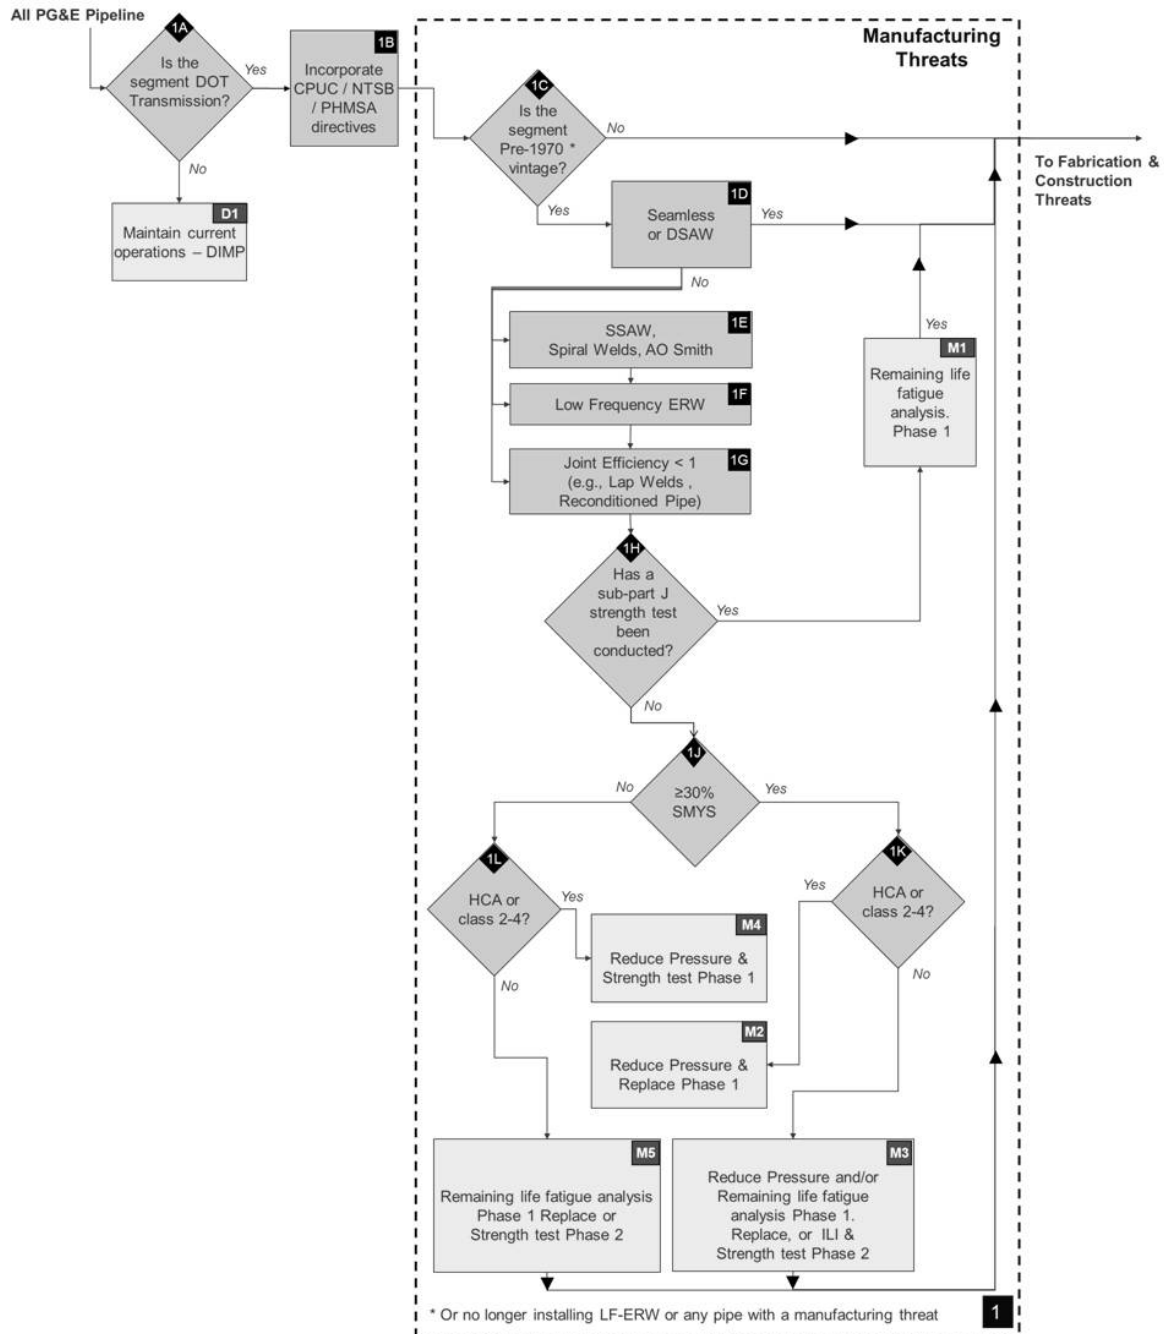 All PG&E Pipeline
1A
Is the
segment DOT
Transmission?
Yes
No
1B
Incorporate
CPUC / NTSB
/ PHMSA
directives
D1
Maintain current
operations – DIMP
Manufacturing
Threats
1C
Is the
segment
Pre-1970 *
vintage?
No
Yes
To Fabrication &
Construction
Threats
1D
Seamless
or DSAW
Yes
No
1E
SSAW,
Spiral Welds, AO Smith
1F
Low Frequency ERW
1G
Joint Efficiency < 1
(e.g., Lap Welds ,
Reconditioned Pipe)
Yes
M1
Remaining life
fatigue
analysis.
Phase 1
1H
Has a
sub-part J
strength test
been
conducted?
Yes
No
1J
≥30%
SMYS
No
Yes
1L
HCA or
class 2-4?
Yes
No
1K
HCA or
class 2-4?
Yes
No
M4
Reduce Pressure &
Strength test Phase 1
M2
Reduce Pressure &
Replace Phase 1
M5
Remaining life fatigue analysis
Phase 1 Replace or
Strength test Phase 2
M3
Reduce Pressure and/or
Remaining life fatigue
analysis Phase 1.
Replace, or ILI &
Strength test Phase 2
* Or no longer installing LF-ERW or any pipe with a manufacturing threat
1